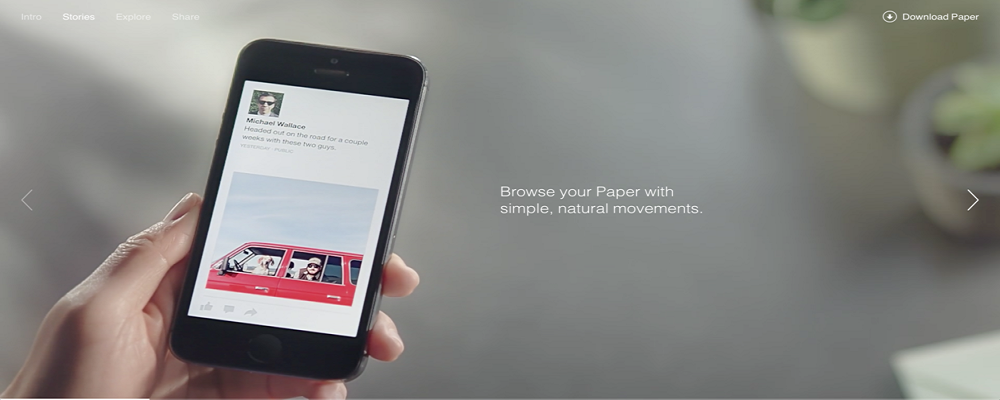 Intro Stories Explore Share
Download Paper
Michael Wallace
Headed out on the road for a couple
weeks with these two guys.
YESTERDAY · PUBLIC
Browse your Paper with
simple, natural movements.